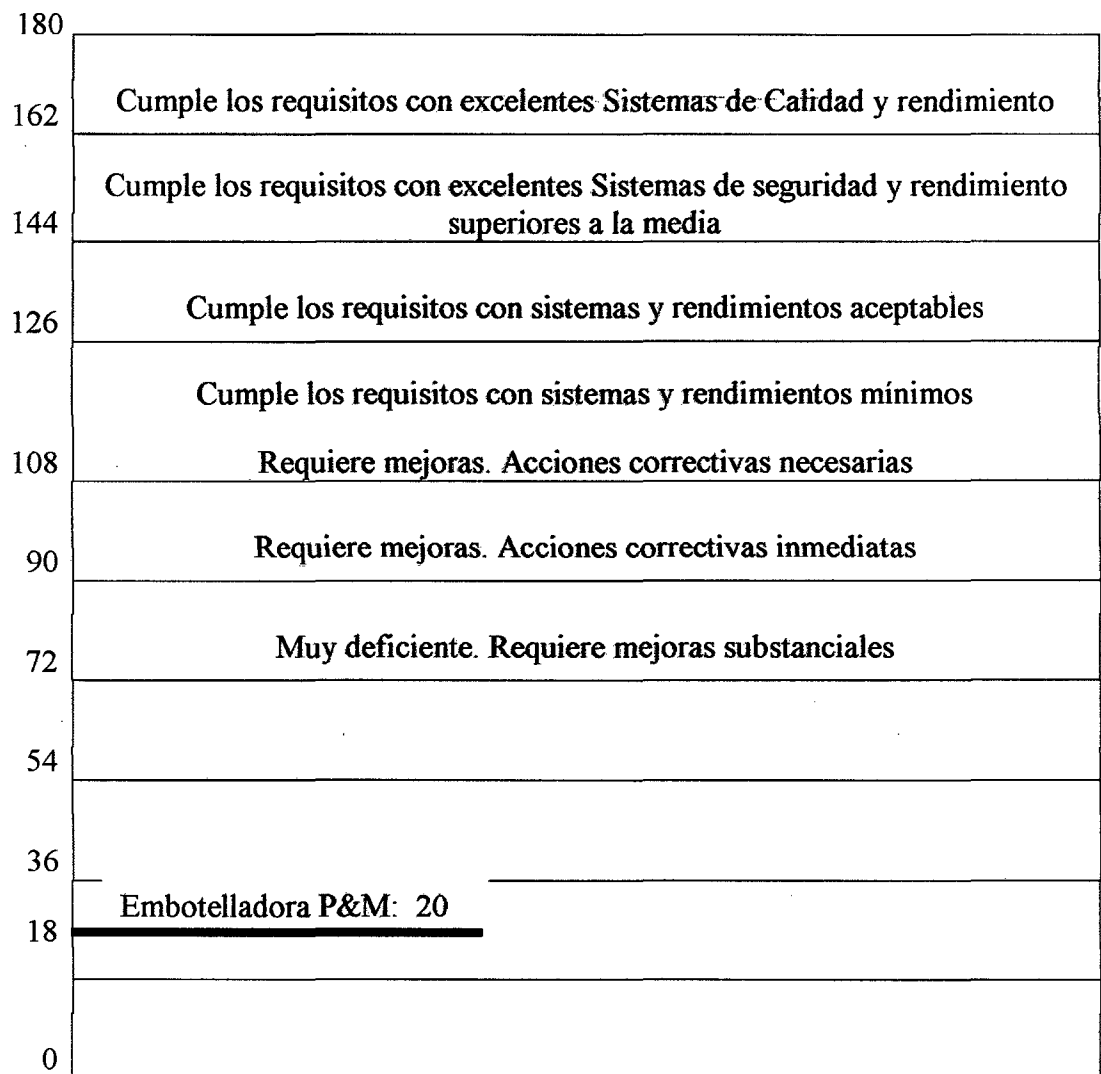 180
Cumple los requisitos con excelentes Sistemas de Calidad y rendimiento
162
Cumple los requisitos con excelentes Sistemas de seguridad y rendimiento
superiores a la media
144
Cumple los requisitos con sistemas y rendimientos aceptables
126
Cumple los requisitos con sistemas y rendimientos mínimos
Requiere mejoras. Acciones correctivas necesarias
108
Requiere mejoras. Acciones correctivas inmediatas
90
Muy deficiente. Requiere mejoras substanciales
72
54
36
Embotelladora P&M: 20
18
0